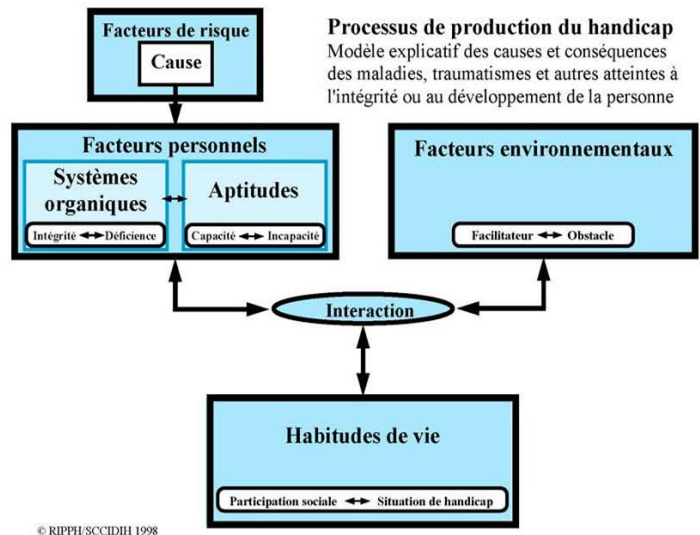 Facteurs de risque
Cause
Processus de production du handicap
Modèle explicatif des causes et conséquences
des maladies, traumatismes et autres atteintes à
l'intégrité ou au développement de la personne
Facteurs personnels
Systèmes
organiques
Intégrité Déficience
Aptitudes
Capacité Incapacité
Facteurs environnementaux
Facilitateur Obstacle
Interaction
Habitudes de vie
Participation sociale Situation de handicap
© RIPPH/SCCIDIH 1998